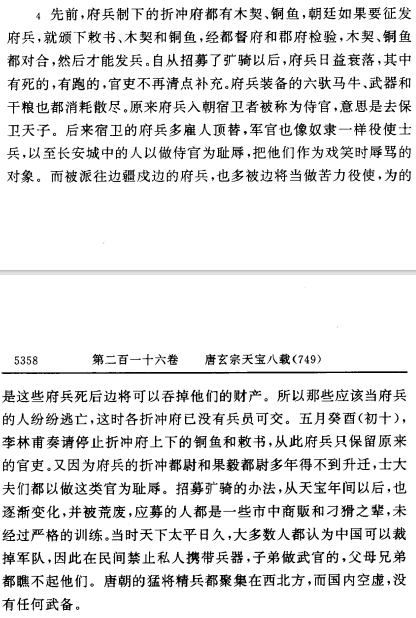 4 先前,府兵制下的折冲府都有木契、铜鱼,朝廷如果要征发
府兵,就颁下敕书、木契和铜鱼,经都督府和郡府检验,木契、铜鱼
都对合,然后才能发兵。自从招募了彍骑以后,府兵日益衰落,其中
有死的,有跑的,官吏不再清点补充。府兵装备的六驮马牛、武器和
干粮也都消耗散尽。原来府兵入朝宿卫者被称为侍官,意思是去保
卫天子。后来宿卫的府兵多雇人顶替,军官也像奴隶一样役使士
兵,以至长安城中的人以做侍官为耻辱,把他们作为戏笑时辱骂的
对象。而被派往边疆戍边的府兵,也多被边将当做苦力役使,为的
5358 第二百一十六卷 唐玄宗天宝八载(749)
是这些府兵死后边将可以吞掉他们的财产。所以那些应该当府兵
的人纷纷逃亡,这时各折冲府已没有兵员可交。五月癸酉(初十),
李林甫奏请停止折冲府上下的铜鱼和敕书,从此府兵只保留原来
的官吏。又因为府兵的折冲都尉和果毅都尉多年得不到升迁,士大
夫们都以做这类官为耻辱。招募彍骑的办法,从天宝年间以后,也
逐渐变化,并被荒废,应募的人都是一些市中商贩和刁猾之辈,未
经过严格的训练。当时天下太平日久,大多数人都认为中国可以裁
掉军队,因此在民间禁止私人携带兵器,子弟做武官的,父母兄弟
都瞧不起他们。唐朝的猛将精兵都聚集在西北方,而国内空虚,没
有任何武备。